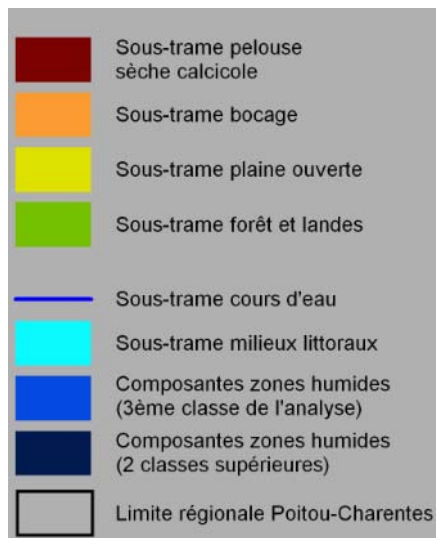 Sous-trame pelouse
sèche calcicole
Sous-trame bocage
Sous-trame plaine ouverte
Sous-trame forêt et landes
Sous-trame cours d'eau
Sous-trame milieux littoraux
Composantes zones humides
(3ème classe de l'analyse)
Composantes zones humides
(2 classes supérieures)
Limite régionale Poitou-Charentes